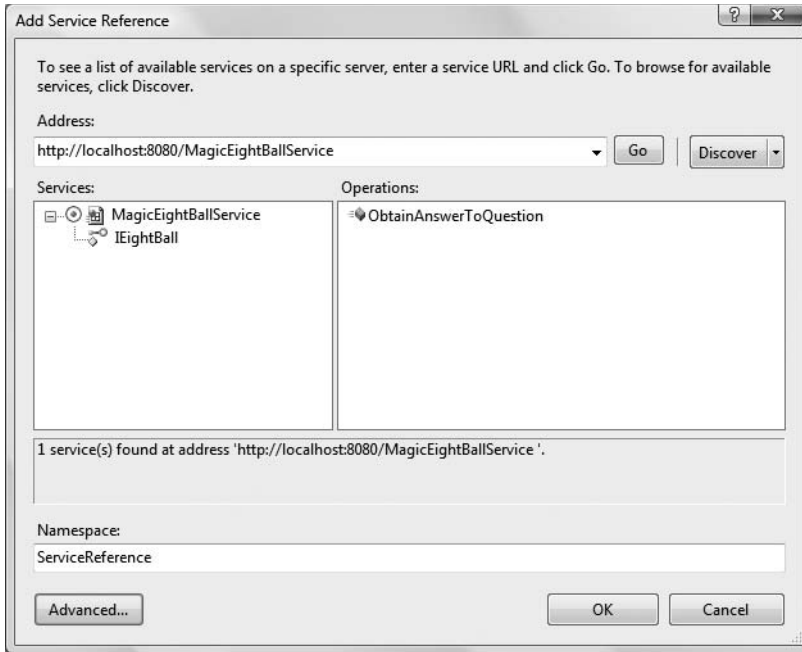 Add Service Reference
To see a list of available services on a specific server, enter a service URL and click Go. To browse for available
services, click Discover.
Address:
http://localhost:8080/MagicEightBallService
Go
Discover
Services:
Operations:
MagicEightBallService
IEightBall
ObtainAnswerToQuestion
1 service(s) found at address 'http://localhost:8080/MagicEightBallService '.
Namespace:
ServiceReference
Advanced...
OK
Cancel